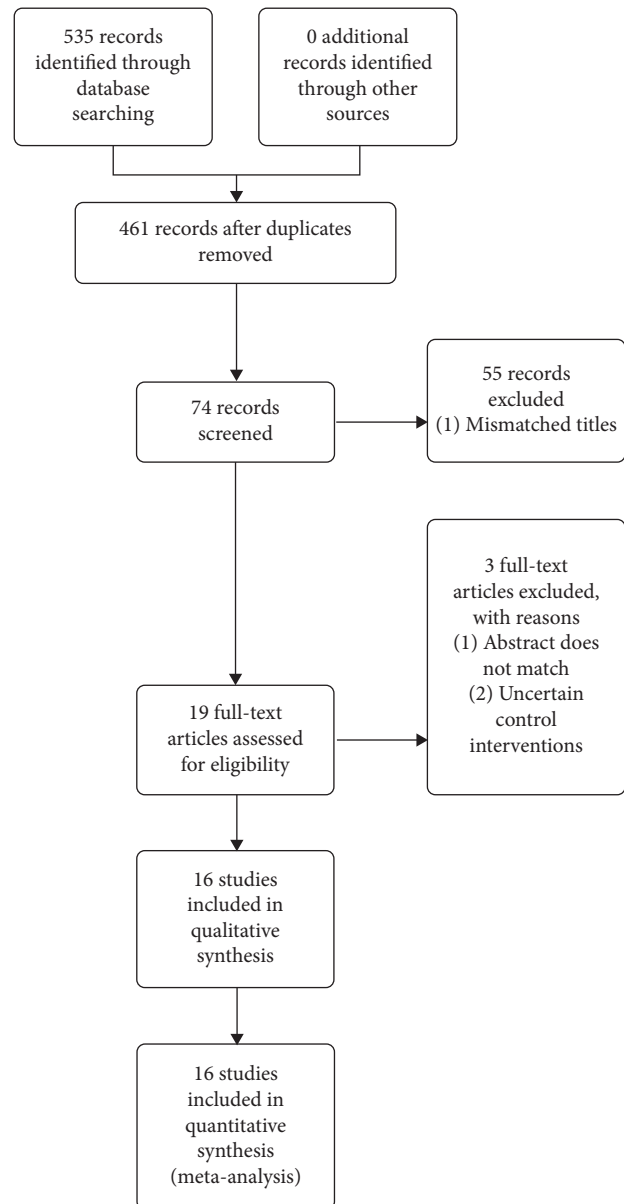 535 records
identified through
database
searching
0 additional
records identified
through other
sources
461 records after duplicates
removed
74 records
screened
55 records
excluded
(1) Mismatched titles
3 full-text
articles excluded,
with reasons
(1) Abstract does
not match
(2) Uncertain
control
interventions
19 full-text
articles assessed
for eligibility
16 studies
included in
qualitative
synthesis
16 studies
included in
quantitative
synthesis
(meta-analysis)